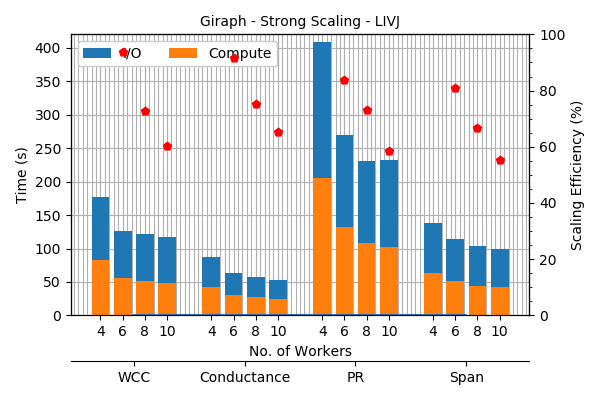 Giraph - Strong Scaling - LIVJ
I/O Compute
Time (s)
400
350
300
250
200
150
100
50
0
100
80
60
40
20
0
Scaling Efficiency (%)
4 6 8 10 4 6 8 10 4 6 8 10 4 6 8 10
No. of Workers
WCC Conductance PR Span